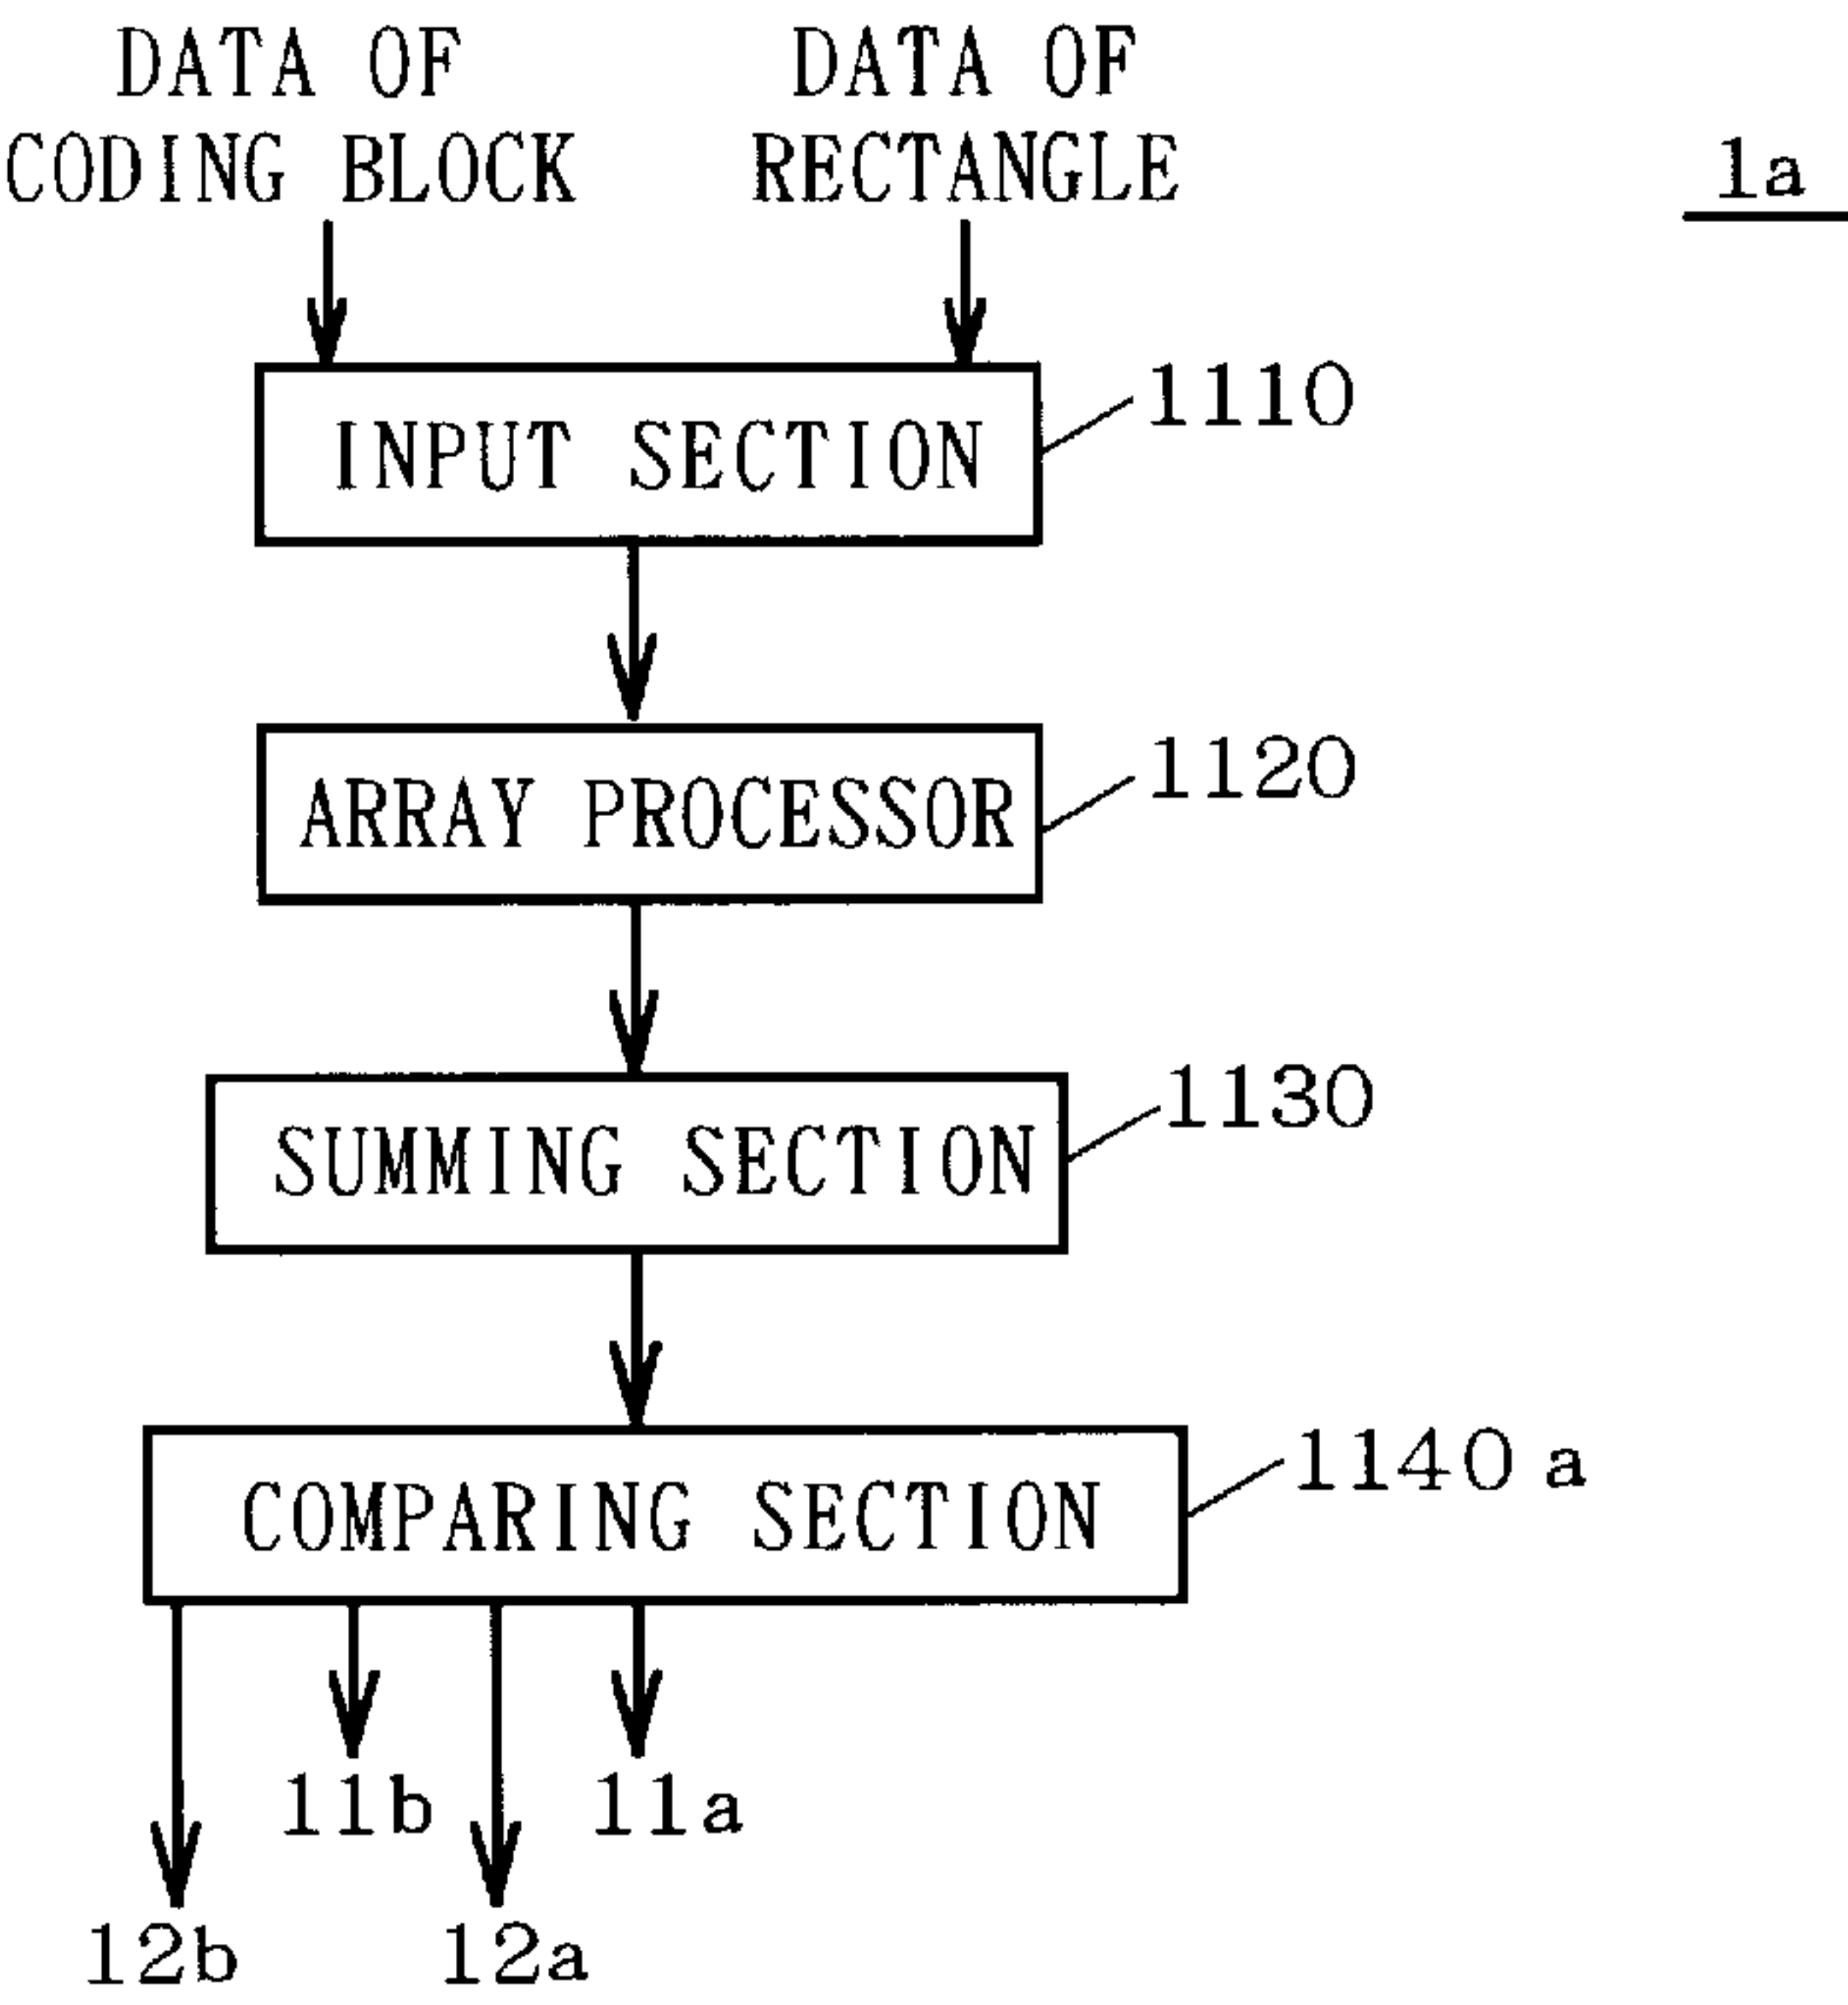 DATA OF
CODING BLOCK
DATA OF
RECTANGLE
1a
INPUT SECTION
1110
ARRAY PROCESSOR
1120
SUMMING SECTION
1130
COMPARING SECTION
1140a
11b
11a
12b
12a